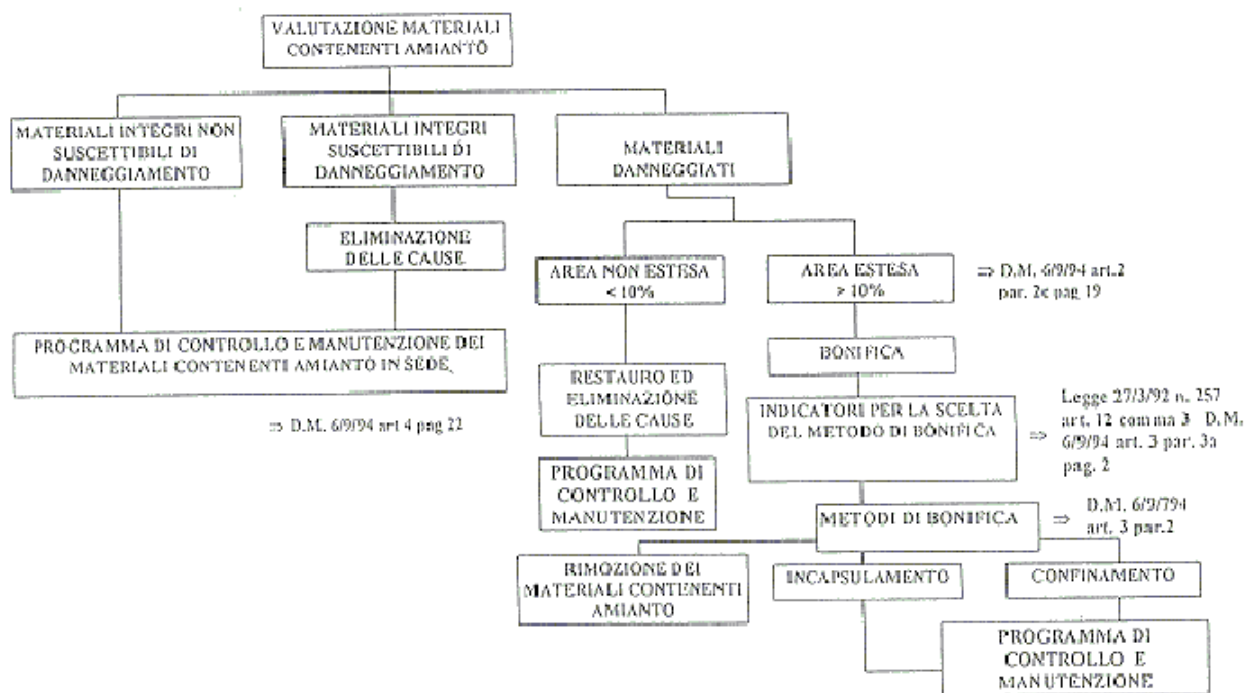 VALUTAZIONE MATERIALI
CONTENENTI AMIANTO
MATERIALI INTEGRI NON
SUSCETTIBILI DI
DANNEGGIAMENTO
MATERIALI INTEGRI
SUSCETTIBILI DI
DANNEGGIAMENTO
MATERIALI
DANNEGGIATI
ELIMINAZIONE
DELLE CAUSE
AREA NON ESTESA
< 10%
AREA ESTESA
> 10%
⇒ D.M. 6/9/94 art.2
par. 2c pag 19
PROGRAMMA DI CONTROLLO E MANUTENZIONE DEI
MATERIALI CONTENENTI AMIANTO IN SEDE
⇒ D.M. 6/9/94 art 4 pag 22
BONIFICA
RESTAURO ED
ELIMINAZIONE
DELLE CAUSE
INDICATORI PER LA SCELTA
DEL METODO DI BONIFICA
⇒ Legge 27/3/92 n. 257
art. 12 comma 3 D.M.
6/9/94 art. 3 par. 3a
pag. 2
PROGRAMMA DI
CONTROLLO E
MANUTENZIONE
METODI DI BONIFICA
⇒ D.M. 6/9/794
art. 3 par.2
RIMOZIONE DEI
MATERIALI CONTENENTI
AMIANTO
INCAPSULAMENTO
CONFINAMENTO
PROGRAMMA DI
CONTROLLO E
MANUTENZIONE